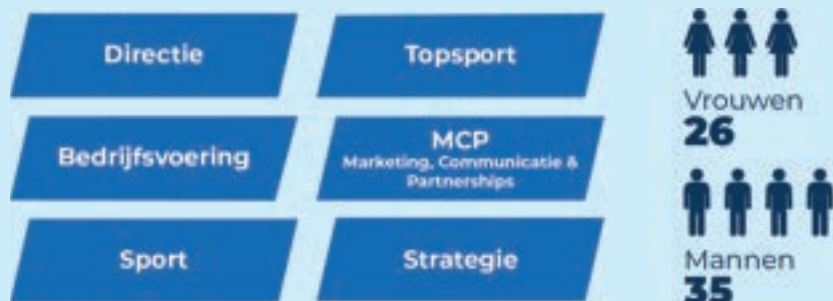 Directie
Topsport
Bedrijfsvoering
MCP
Marketing, Communicatie &
Partnerships
Sport
Strategie
Vrouwen
26
Mannen
35